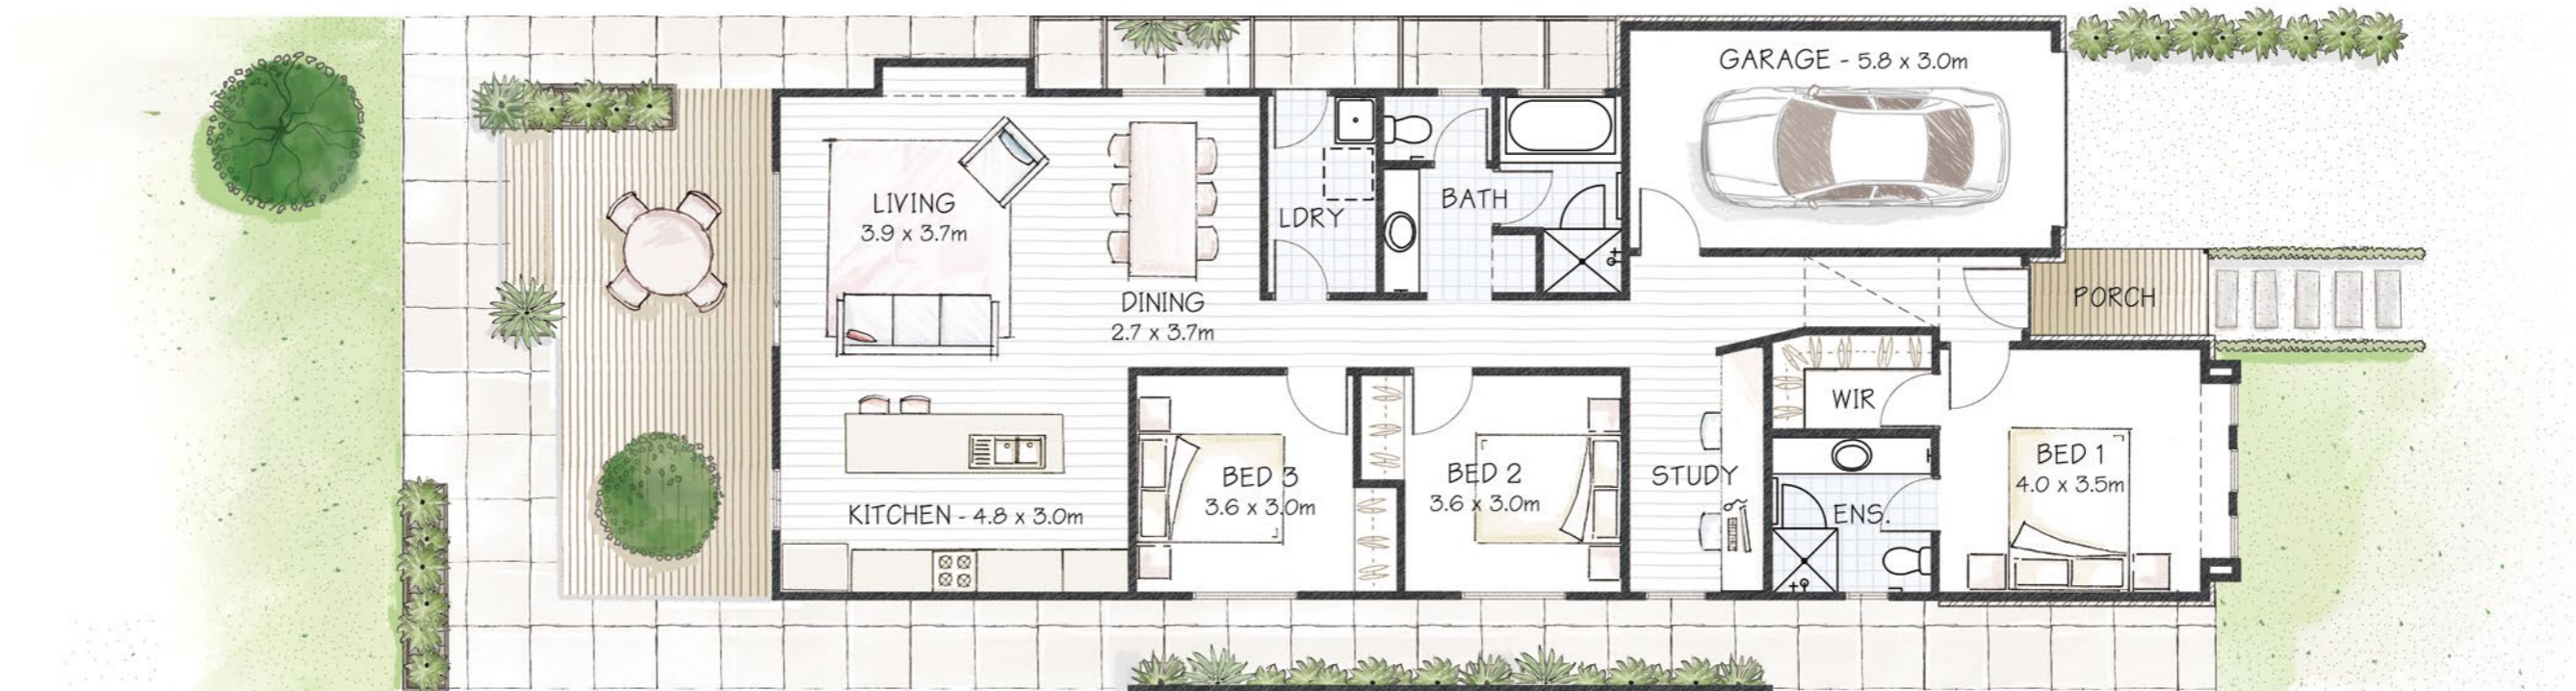 GARAGE - 5.8 x 3.0m
LIVING
3.9 x 3.7m
LDRY
BATH
DINING
2.7 x 3.7m
PORCH
WIR
BED 3
3.6 x 3.0m
BED 2
3.6 x 3.0m
STUDY
BED 1
4.0 x 3.5m
KITCHEN - 4.8 x 3.0m
ENS.